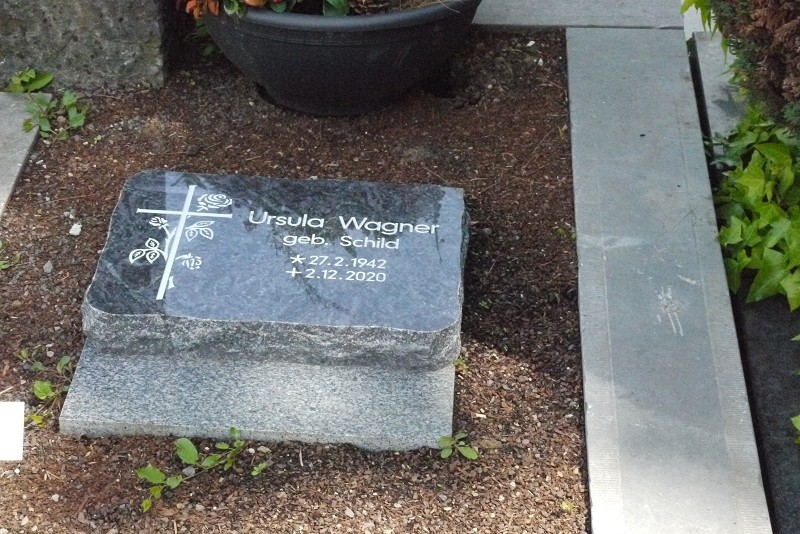 Ursula Wagner
geb. Schild
* 27.2.1942
+ 2.12.2020